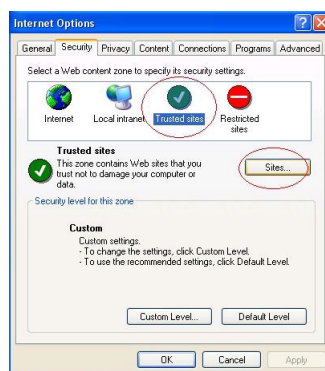 Internet Options
General Security Privacy Content Connections Programs Advanced
Select a Web content zone to specify its security settings.
Internet Local intranet Trusted sites Restricted sites
Trusted sites
This zone contains Web sites that you
trust not to damage your computer or
data.
Sites...
Security level for this zone
Custom
Custom settings.
- To change the settings, click Custom Level.
- To use the recommended settings, click Default Level.
Custom Level... Default Level
OK Cancel Apply